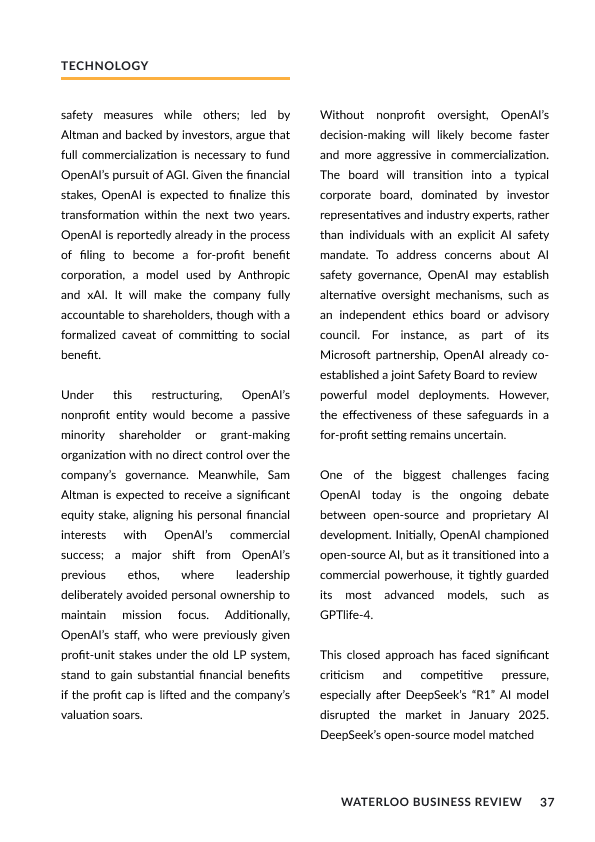 TECHNOLOGY
safety measures while others; led by
Altman and backed by investors, argue that
full commercialization is necessary to fund
OpenAI's pursuit of AGI. Given the financial
stakes, OpenAI is expected to finalize this
transformation within the next two years.
OpenAI is reportedly already in the process
of filing to become a for-profit benefit
corporation, a model used by Anthropic
and xAI. It will make the company fully
accountable to shareholders, though with a
formalized caveat of committing to social
benefit.
Under this restructuring, OpenAI's
nonprofit entity would become a passive
minority shareholder or grant-making
organization with no direct control over the
company's governance. Meanwhile, Sam
Altman is expected to receive a significant
equity stake, aligning his personal financial
interests with OpenAI's commercial
success; a major shift from OpenAI's
previous ethos, where leadership
deliberately avoided personal ownership to
maintain mission focus. Additionally,
OpenAI's staff, who were previously given
profit-unit stakes under the old LP system,
stand to gain substantial financial benefits
if the profit cap is lifted and the company's
valuation soars.
Without nonprofit oversight, OpenAI's
decision-making will likely become faster
and more aggressive in commercialization.
The board will transition into a typical
corporate board, dominated by investor
representatives and industry experts, rather
than individuals with an explicit AI safety
mandate. To address concerns about AI
safety governance, OpenAI may establish
alternative oversight mechanisms, such as
an independent ethics board or advisory
council. For instance, as part of its
Microsoft partnership, OpenAI already co-
established a joint Safety Board to review
powerful model deployments. However,
the effectiveness of these safeguards in a
for-profit setting remains uncertain.
One of the biggest challenges facing
OpenAI today is the ongoing debate
between open-source and proprietary AI
development. Initially, OpenAI championed
open-source AI, but as it transitioned into a
commercial powerhouse, it tightly guarded
its most advanced models, such as
GPTlife-4.
This closed approach has faced significant
criticism and competitive pressure,
especially after DeepSeek's “R1” AI model
disrupted the market in January 2025.
DeepSeek's open-source model matched
WATERLOO BUSINESS REVIEW 37